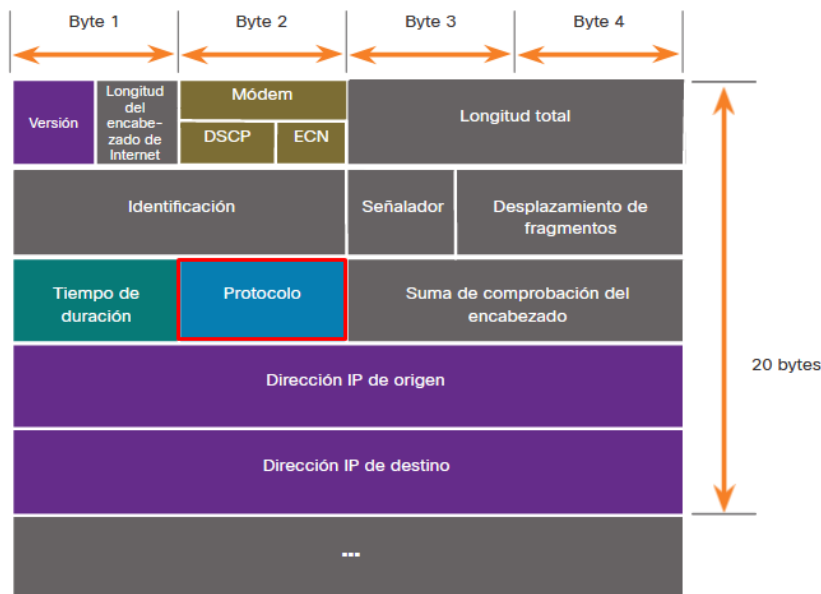 Byte 1
Byte 2
Byte 3
Byte 4
Versión
Longitud
del
encabe-
zado de
Internet
Módem
DSCP
ECN
Longitud total
Identificación
Señalador
Desplazamiento de
fragmentos
Tiempo de
duración
Protocolo
Suma de comprobación del
encabezado
Dirección IP de origen
20 bytes
Dirección IP de destino
...